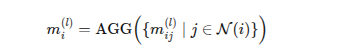 m_i^{(l)} = AGG({m_{ij}^{(l)} | j ∈ 𝒩(i)})